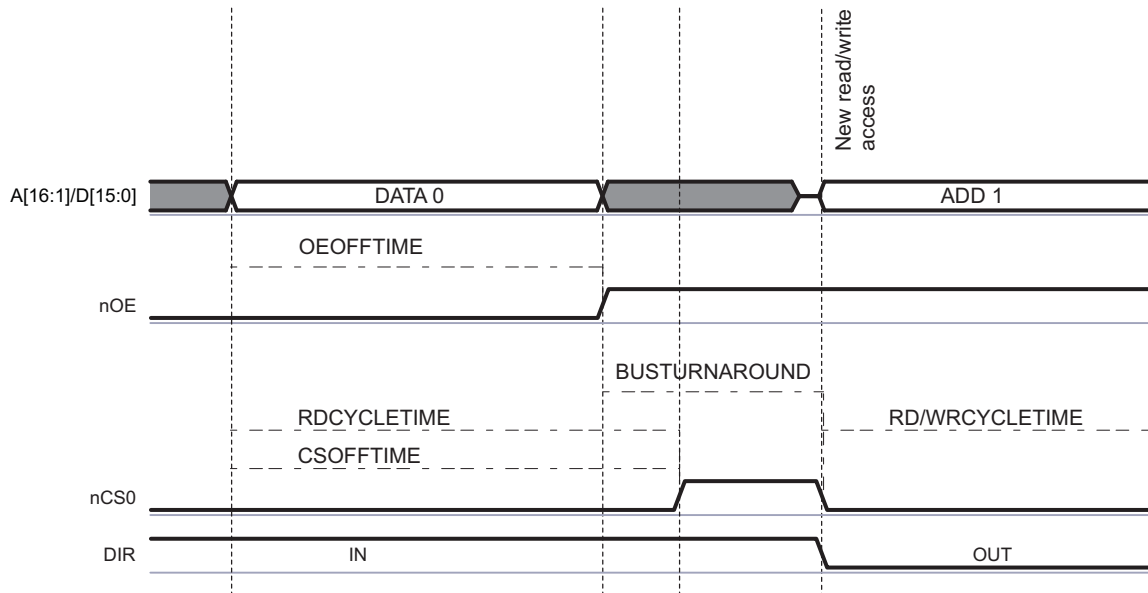 New read/write
access
A[16:1]/D[15:0]
DATA 0
ADD 1
OEOFFTIME
nOE
BUSTURNAROUND
RDCYCLETIME
RD/WRCYCLETIME
CSOFFTIME
nCS0
DIR
IN
OUT